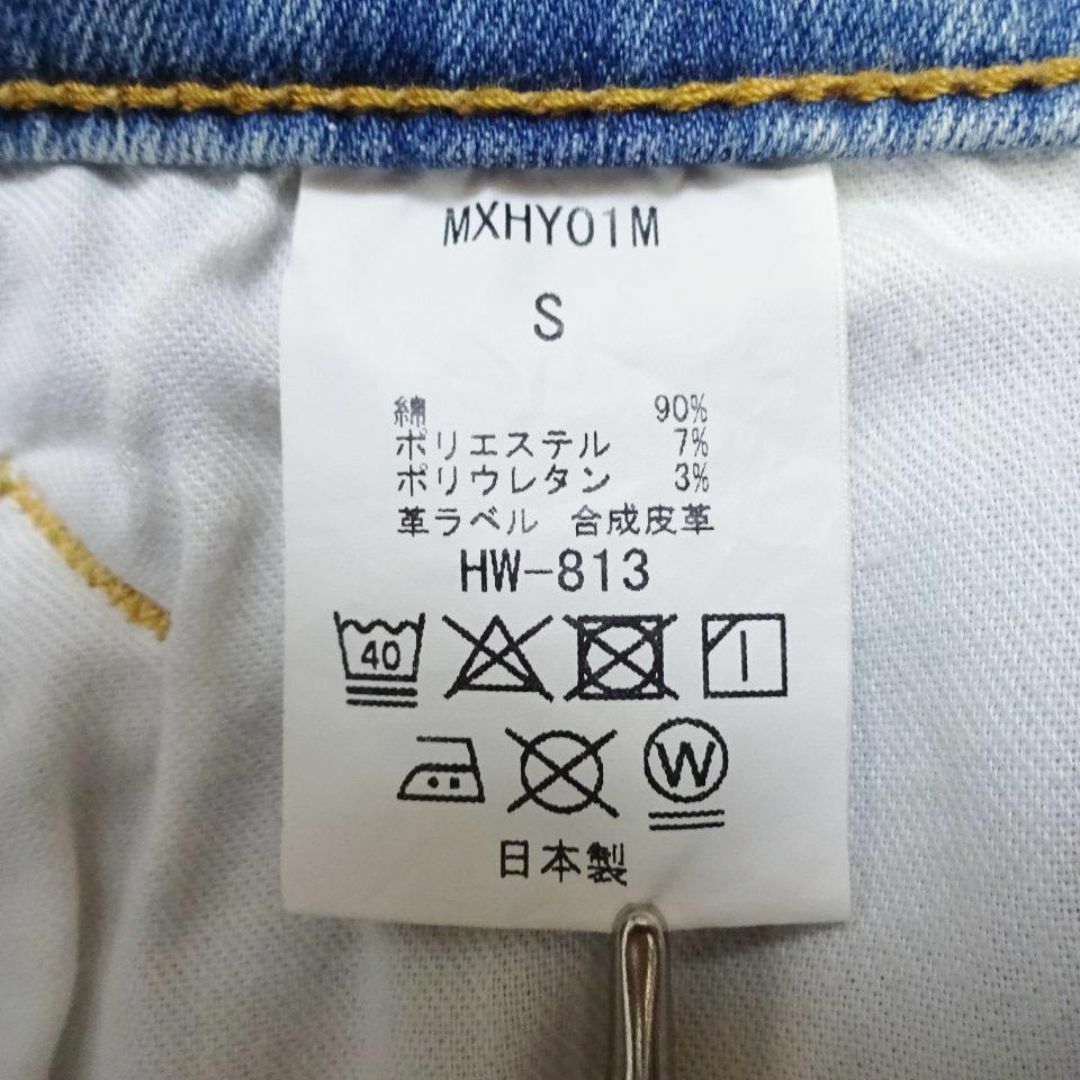 MXHY01M
S
綿 90%
ポリエステル 7%
ポリウレタン 3%
革ラベル 合成皮革
HW-813
40
W
日本製